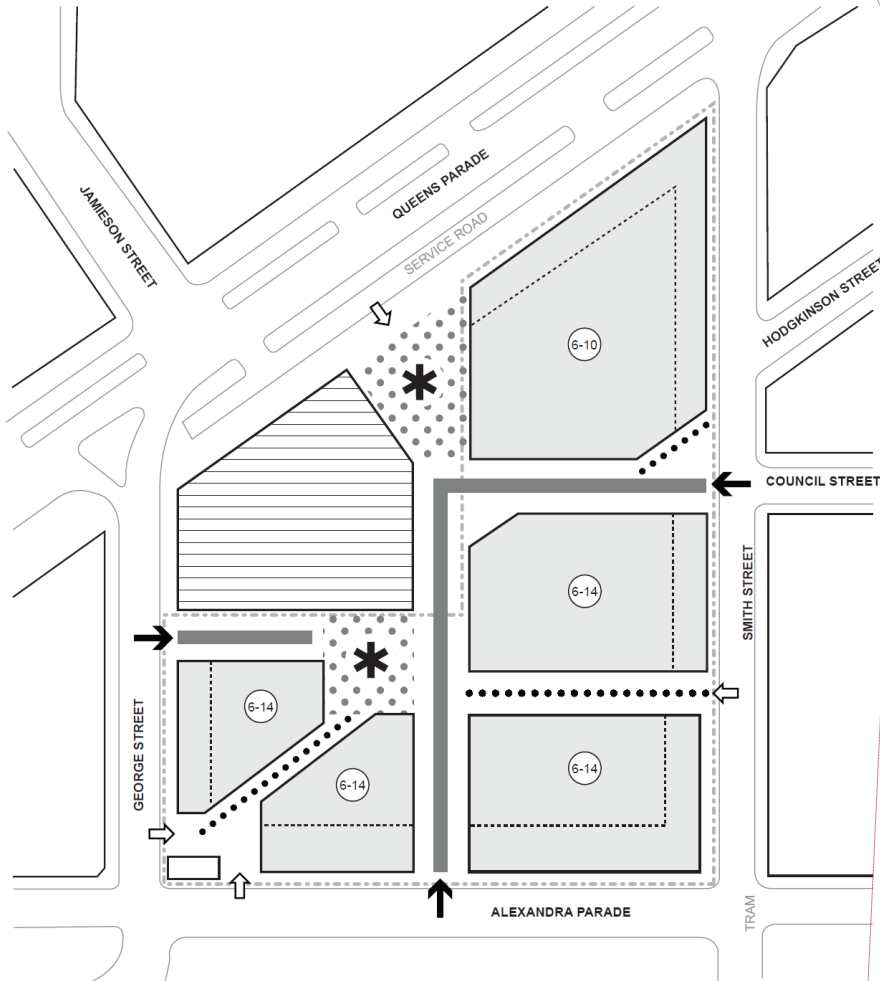 JAMIESON STREET
QUEENS PARADE
SERVICE ROAD
HODGKINSON STREET
6-10
COUNCIL STREET
6-14
SMITH STREET
6-14
GEORGE STREET
6-14
6-14
ALEXANDRA PARADE
TRAM